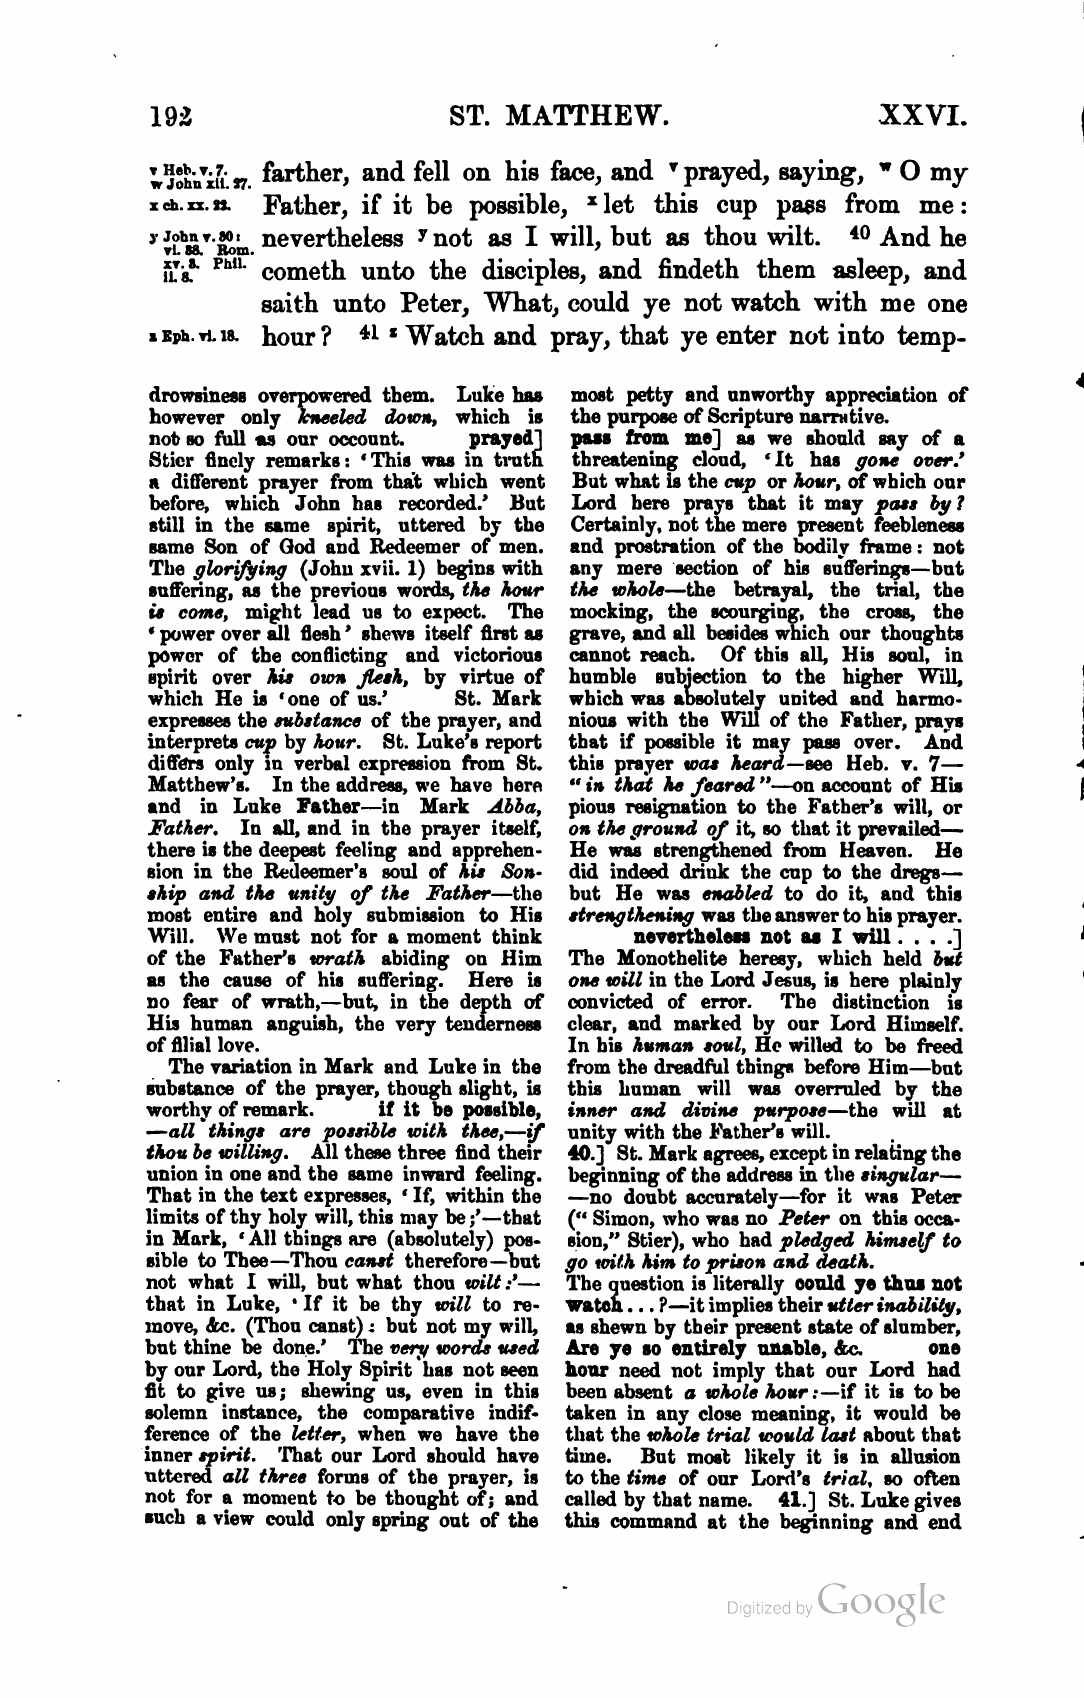 192 ST. MATTHEW. XXVI.
v Heb. v. 7.
w John xii. 27.
x ch. xx. 22.
y John v. 30:
vi. 38. Rom.
xv. 3. Phil.
ii. 8.
z Eph. vi. 18.
farther, and fell on his face, and v prayed, saying, w O my
Father, if it be possible, x let this cup pass from me:
nevertheless y not as I will, but as thou wilt. 40 And he
cometh unto the disciples, and findeth them asleep, and
saith unto Peter, What, could ye not watch with me one
hour? 41 z Watch and pray, that ye enter not into temp-
drowsiness overpowered them. Luke has
however only kneeled down, which is
not so full as our occount. prayed]
Stier finely remarks: ‘This was in truth
a different prayer from that which went
before, which John has recorded.’ But
still in the same spirit, uttered by the
same Son of God and Redeemer of men.
The glorifying (John xvii. 1) begins with
suffering, as the previous words, the hour
is come, might lead us to expect. The
‘power over all flesh’ shews itself first as
power of the conflicting and victorious
spirit over his own flesh, by virtue of
which He is ‘one of us.’ St. Mark
expresses the substance of the prayer, and
interprets cup by hour. St. Luke's report
differs only in verbal expression from St.
Matthew's. In the address, we have here
and in Luke Father—in Mark Abba,
Father. In all, and in the prayer itself,
there is the deepest feeling and apprehen-
sion in the Redeemer's soul of his Son-
ship and the unity of the Father—the
most entire and holy submission to His
Will. We must not for a moment think
of the Father's wrath abiding on Him
as the cause of his suffering. Here is
no fear of wrath,—but, in the depth of
His human anguish, the very tenderness
of filial love.
The variation in Mark and Luke in the
substance of the prayer, though slight, is
worthy of remark. if it be possible,
—all things are possible with thee,—if
thou be willing. All these three find their
union in one and the same inward feeling.
That in the text expresses, ‘If, within the
limits of thy holy will, this may be;’—that
in Mark, ‘All things are (absolutely) pos-
sible to Thee—Thou canst therefore—but
not what I will, but what thou wilt:’—
that in Luke, ‘If it be thy will to re-
move, &c. (Thou canst): but not my will,
but thine be done.’ The very words used
by our Lord, the Holy Spirit has not seen
fit to give us; shewing us, even in this
solemn instance, the comparative indif-
ference of the letter, when we have the
inner spirit. That our Lord should have
uttered all three forms of the prayer, is
not for a moment to be thought of; and
such a view could only spring out of the
most petty and unworthy appreciation of
the purpose of Scripture narrative.
pass from me] as we should say of a
threatening cloud, ‘It has gone over.’
But what is the cup or hour, of which our
Lord here prays that it may pass by?
Certainly, not the mere present feebleness
and prostration of the bodily frame: not
any mere section of his sufferings—but
the whole—the betrayal, the trial, the
mocking, the scourging, the cross, the
grave, and all besides which our thoughts
cannot reach. Of this all, His soul, in
humble subjection to the higher Will,
which was absolutely united and harmo-
nious with the Will of the Father, prays
that if possible it may pass over. And
this prayer was heard—see Heb. v. 7—
“in that he feared”—on account of His
pious resignation to the Father's will, or
on the ground of it, so that it prevailed—
He was strengthened from Heaven. He
did indeed drink the cup to the dregs—
but He was enabled to do it, and this
strengthening was the answer to his prayer.
nevertheless not as I will . . . .]
The Monothelite heresy, which held but
one will in the Lord Jesus, is here plainly
convicted of error. The distinction is
clear, and marked by our Lord Himself.
In his human soul, He willed to be freed
from the dreadful things before Him—but
this human will was overruled by the
inner and divine purpose—the will at
unity with the Father's will.
40.] St. Mark agrees, except in relating the
beginning of the address in the singular—
—no doubt accurately—for it was Peter
(“Simon, who was no Peter on this occa-
sion,” Stier), who had pledged himself to
go with him to prison and death.
The question is literally could ye thus not
watch . . . ?—it implies their utter inability,
as shewn by their present state of slumber,
Are ye so entirely unable, &c. one
hour need not imply that our Lord had
been absent a whole hour:—if it is to be
taken in any close meaning, it would be
that the whole trial would last about that
time. But most likely it is in allusion
to the time of our Lord's trial, so often
called by that name. 41.] St. Luke gives
this command at the beginning and end
Digitized by Google